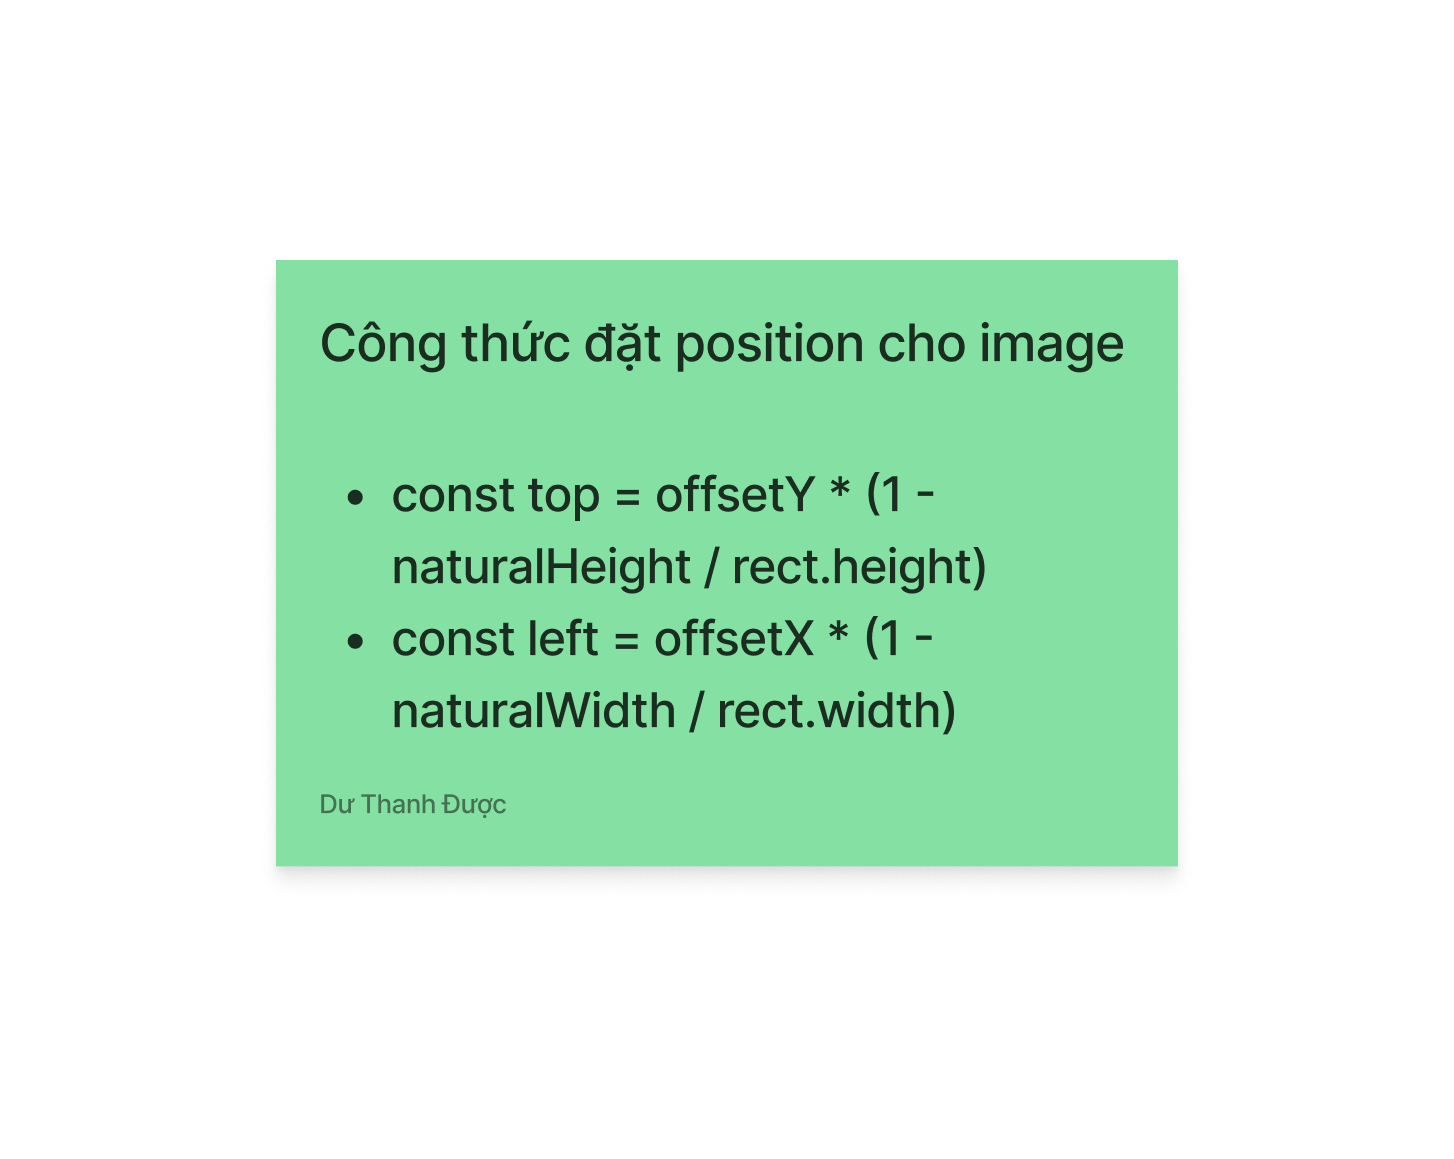 Công thức đặt position cho image
• const top = offsetY * (1 -
naturalHeight / rect.height)
• const left = offsetX * (1 -
naturalWidth / rect.width)
Dư Thanh Được